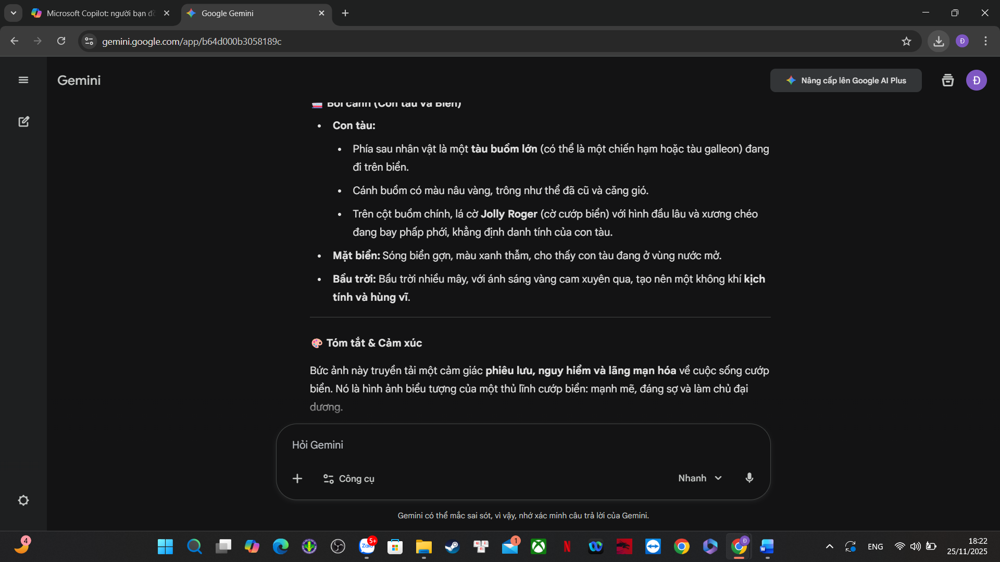 Microsoft Copilot: người bạn đồ
Google Gemini
gemini.google.com/app/b64d000b3058189c
Đ
Gemini
Nâng cấp lên Google AI Plus
Đ
Bối cảnh (Con tàu và Biển)
Con tàu:
Phía sau nhân vật là một tàu buồm lớn (có thể là một chiến hạm hoặc tàu galleon) đang
đi trên biển.
Cánh buồm có màu nâu vàng, trông như thể đã cũ và căng gió.
Trên cột buồm chính, lá cờ Jolly Roger (cờ cướp biển) với hình đầu lâu và xương chéo
đang bay phấp phới, khẳng định danh tính của con tàu.
Mặt biển: Sóng biển gợn, màu xanh thẫm, cho thấy con tàu đang ở vùng nước mở.
Bầu trời: Bầu trời nhiều mây, với ánh sáng vàng cam xuyên qua, tạo nên một không khí kịch
tính và hùng vĩ.
Tóm tắt & Cảm xúc
Bức ảnh này truyền tải một cảm giác phiêu lưu, nguy hiểm và lãng mạn hóa về cuộc sống cướp
biển. Nó là hình ảnh biểu tượng của một thủ lĩnh cướp biển: mạnh mẽ, đáng sợ và làm chủ đại
dương.
Hỏi Gemini
Công cụ
Nhanh
Gemini có thể mắc sai sót, vì vậy, nhớ xác minh câu trả lời của Gemini.
4
Zalo
5+
1
N
Đ
W
ENG
18:22
25/11/2025